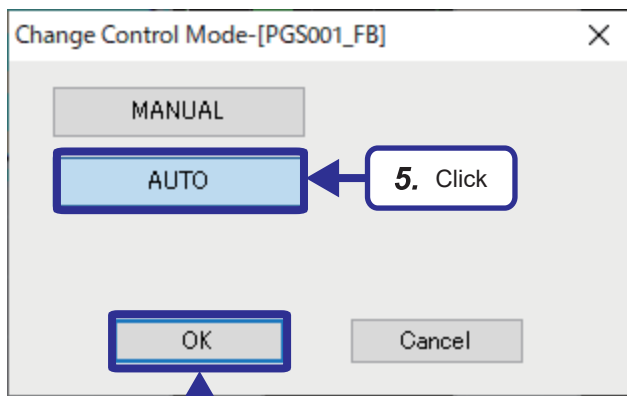 Change Control Mode-[PGS001_FB]
MANUAL
AUTO
5. Click
OK
Cancel